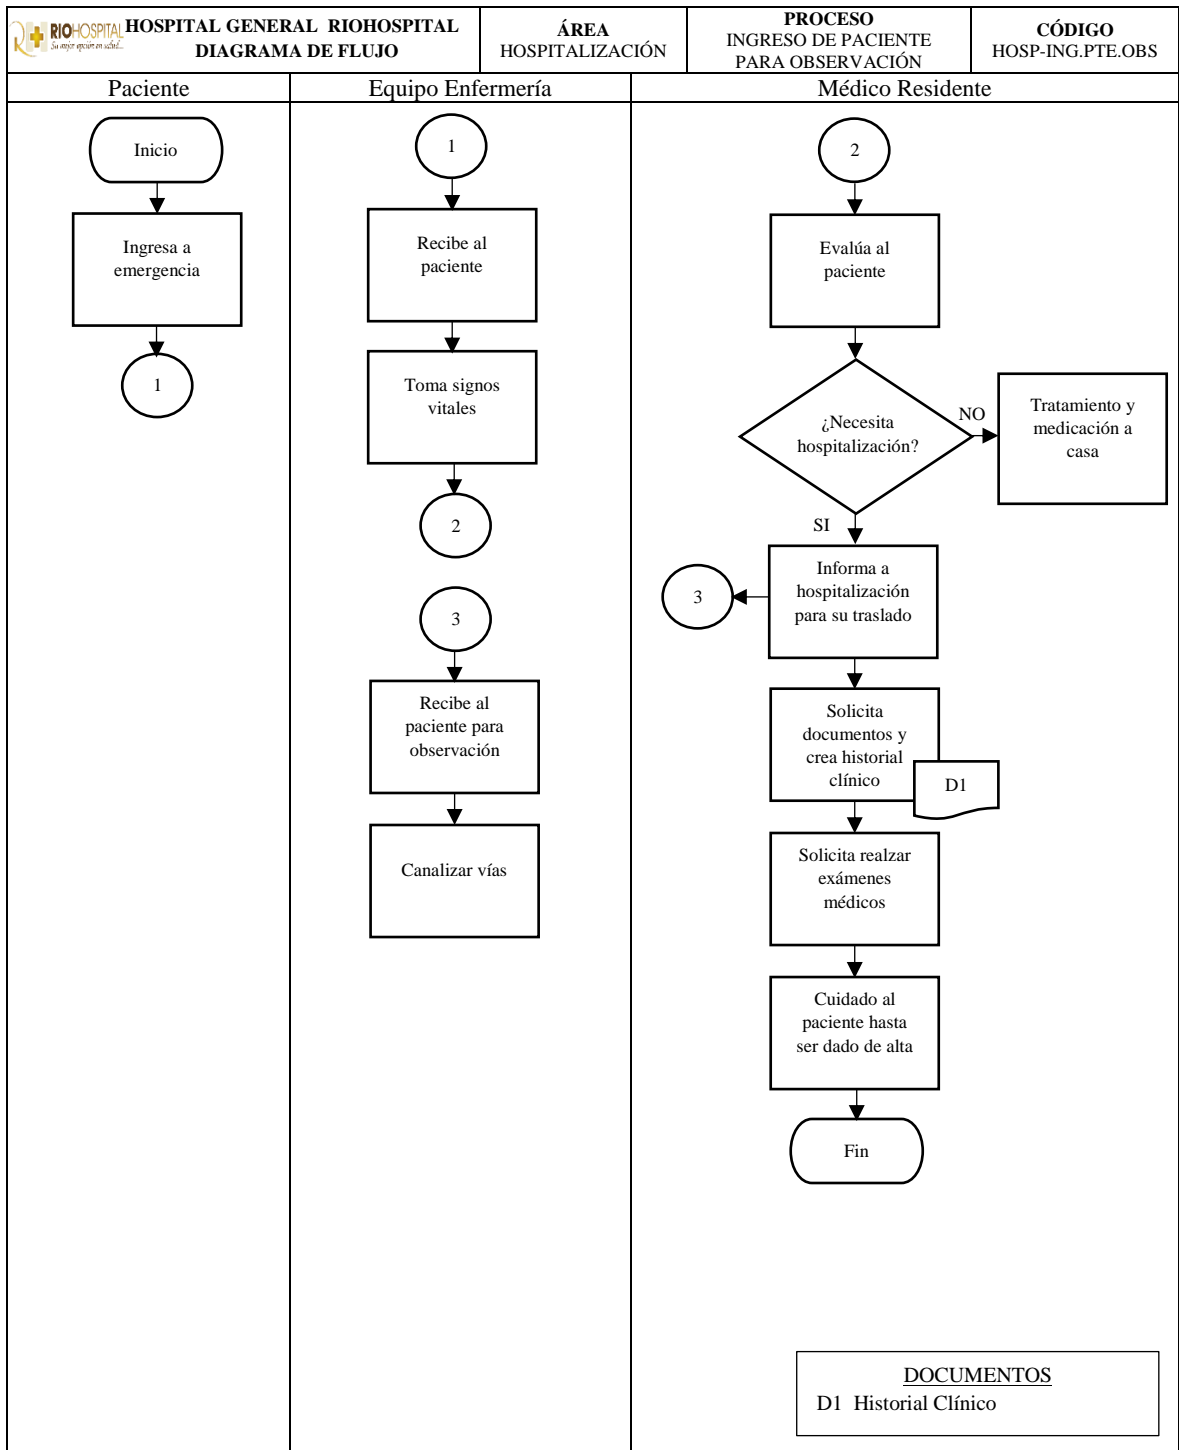 RIOHOSPITAL
Su mejor opción en salud...
HOSPITAL GENERAL RIOHOSPITAL
DIAGRAMA DE FLUJO
ÁREA
HOSPITALIZACIÓN
PROCESO
INGRESO DE PACIENTE
PARA OBSERVACIÓN
CÓDIGO
HOSP-ING.PTE.OBS
Paciente
Equipo Enfermería
Médico Residente
Inicio
Ingresa a
emergencia
1
1
Recibe al
paciente
Toma signos
vitales
2
3
Recibe al
paciente para
observación
Canalizar vías
2
Evalúa al
paciente
¿Necesita
hospitalización?
NO
Tratamiento y
medicación a
casa
SI
Informa a
hospitalización
para su traslado
3
Solicita
documentos y
crea historial
clínico
D1
Solicita realzar
exámenes
médicos
Cuidado al
paciente hasta
ser dado de alta
Fin
DOCUMENTOS
D1 Historial Clínico